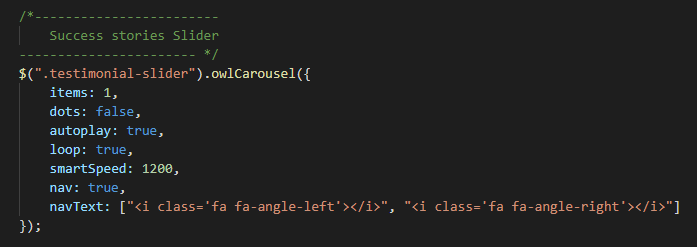 /*------------------------
    Success stories Slider
----------------------- */
$(".testimonial-slider").owlCarousel({
    items: 1,
    dots: false,
    autoplay: true,
    loop: true,
    smartSpeed: 1200,
    nav: true,
    navText: ["<i class='fa fa-angle-left'></i>", "<i class='fa fa-angle-right'></i>"]
});